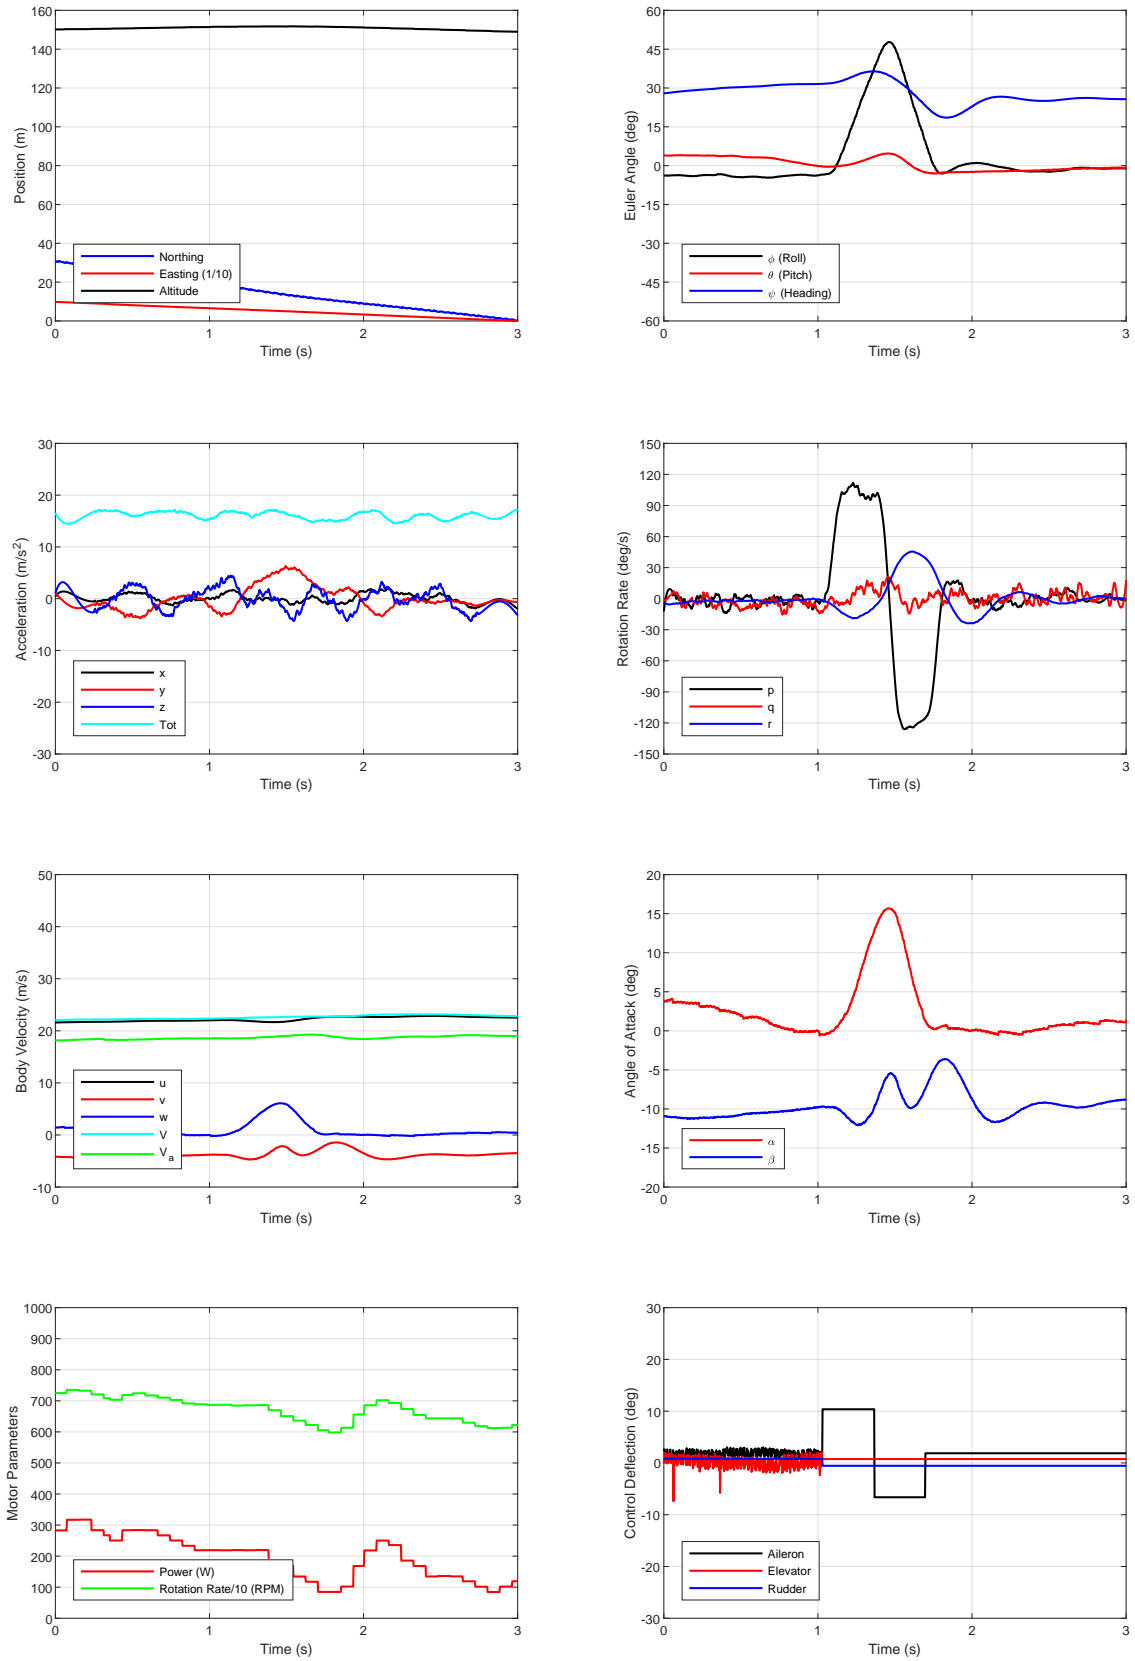 160
140
120
100
80
60
40
20
0
Position (m)
Northing
Easting (1/10)
Altitude
0 1 2 3
Time (s)
60
45
30
15
0
-15
-30
-45
-60
Euler Angle (deg)
ϕ (Roll)
θ (Pitch)
ψ (Heading)
0 1 2 3
Time (s)
30
20
10
0
-10
-20
-30
Acceleration (m/s²)
x
y
z
Tot
0 1 2 3
Time (s)
150
120
90
60
30
0
-30
-60
-90
-120
-150
Rotation Rate (deg/s)
p
q
r
0 1 2 3
Time (s)
50
40
30
20
10
0
-10
Body Velocity (m/s)
u
v
w
V
Va
0 1 2 3
Time (s)
20
15
10
5
0
-5
-10
-15
-20
Angle of Attack (deg)
α
β
0 1 2 3
Time (s)
1000
900
800
700
600
500
400
300
200
100
0
Motor Parameters
Power (W)
Rotation Rate/10 (RPM)
0 1 2 3
Time (s)
30
20
10
0
-10
-20
-30
Control Deflection (deg)
Aileron
Elevator
Rudder
0 1 2 3
Time (s)